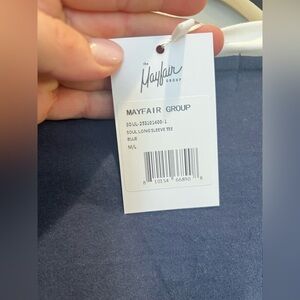 the
Mayfair
GROUP
MAYFAIR GROUP
SOUL LONG SLEEVE TEE
BLUE
M/L